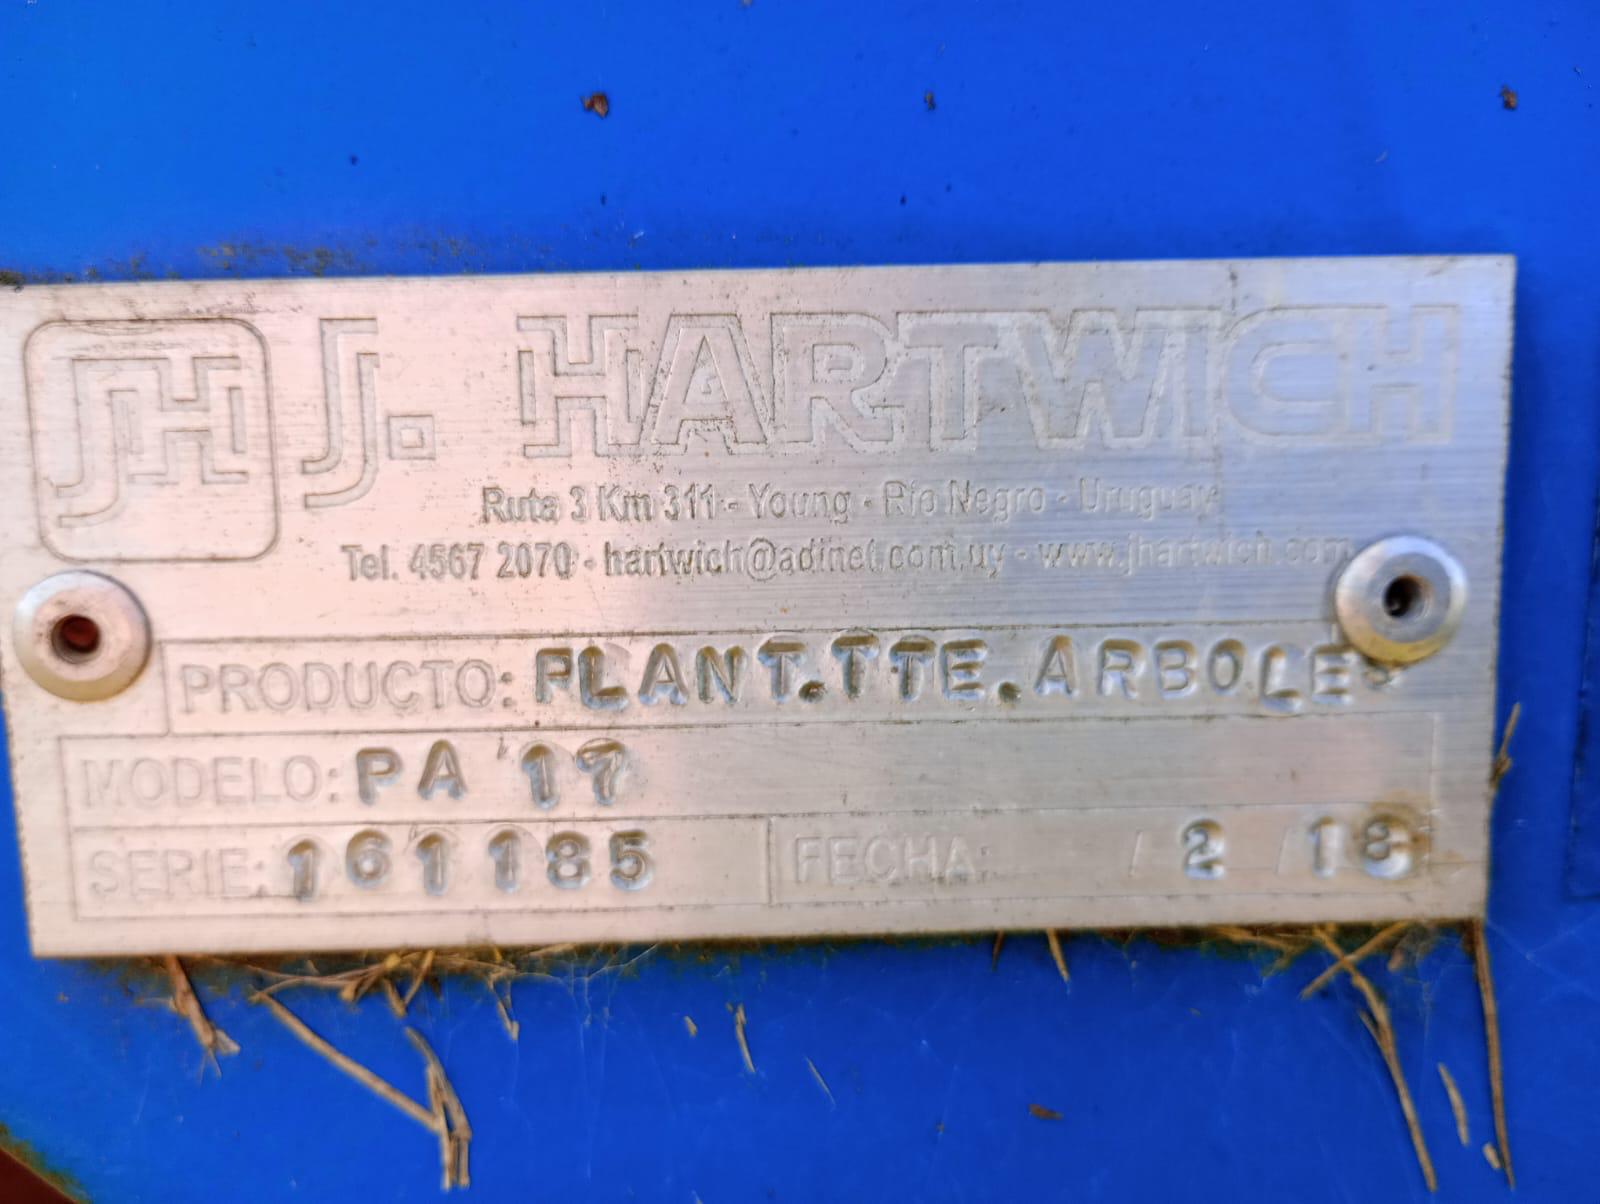 JH J. HARTWICH
Ruta 3 Km 311 - Young - Río Negro - Uruguay
Tel. 4567 2070 - hartwich@adinet.com.uy - www.jhartwich.com
PRODUCTO: PLANT.TTE.ARBOLES
MODELO: PA 17
SERIE: 161185 FECHA: / 2 / 18